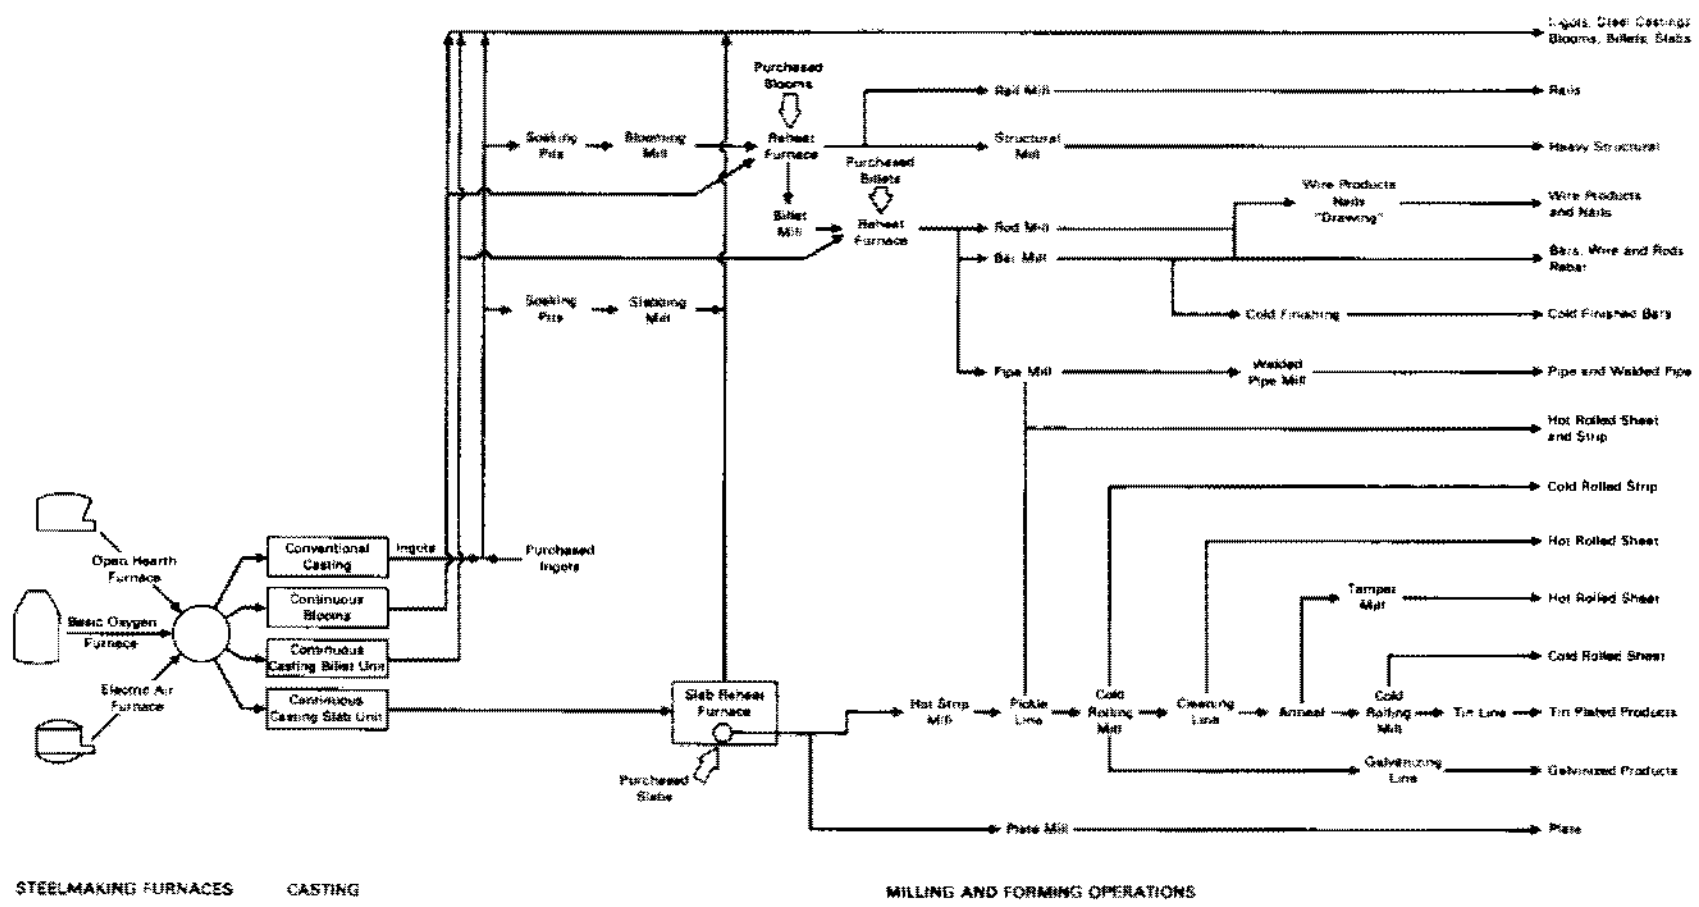 Ingots, Steel Castings
Blooms, Billets, Slabs
Purchased
Blooms
Rail Mill
Rails
Soaking
Pits
Blooming
Mill
Reheat
Furnace
Structural
Mill
Heavy Structural
Purchased
Billets
Wire Products
Nails
"Drawing"
Wire Products
and Nails
Billet
Mill
Reheat
Furnace
Rod Mill
Bar Mill
Bars, Wire and Rods
Rebar
Soaking
Pits
Slabbing
Mill
Cold Finishing
Cold Finished Bars
Pipe Mill
Welded
Pipe Mill
Pipe and Welded Pipe
Hot Rolled Sheet
and Strip
Cold Rolled Strip
Open Hearth
Furnace
Conventional
Casting
Ingots
Purchased
Ingots
Hot Rolled Sheet
Continuous
Blooms
Temper
Mill
Hot Rolled Sheet
Basic Oxygen
Furnace
Continuous
Casting Billet Unit
Cold Rolled Sheet
Electric Air
Furnace
Continuous
Casting Slab Unit
Slab Reheat
Furnace
Hot Strip
Mill
Pickle
Line
Cold
Rolling
Mill
Cleaning
Line
Anneal
Cold
Rolling
Mill
Tin Line
Tin Plated Products
Purchased
Slabs
Galvanizing
Line
Galvinized Products
Plate Mill
Plate
STEELMAKING FURNACES
CASTING
MILLING AND FORMING OPERATIONS